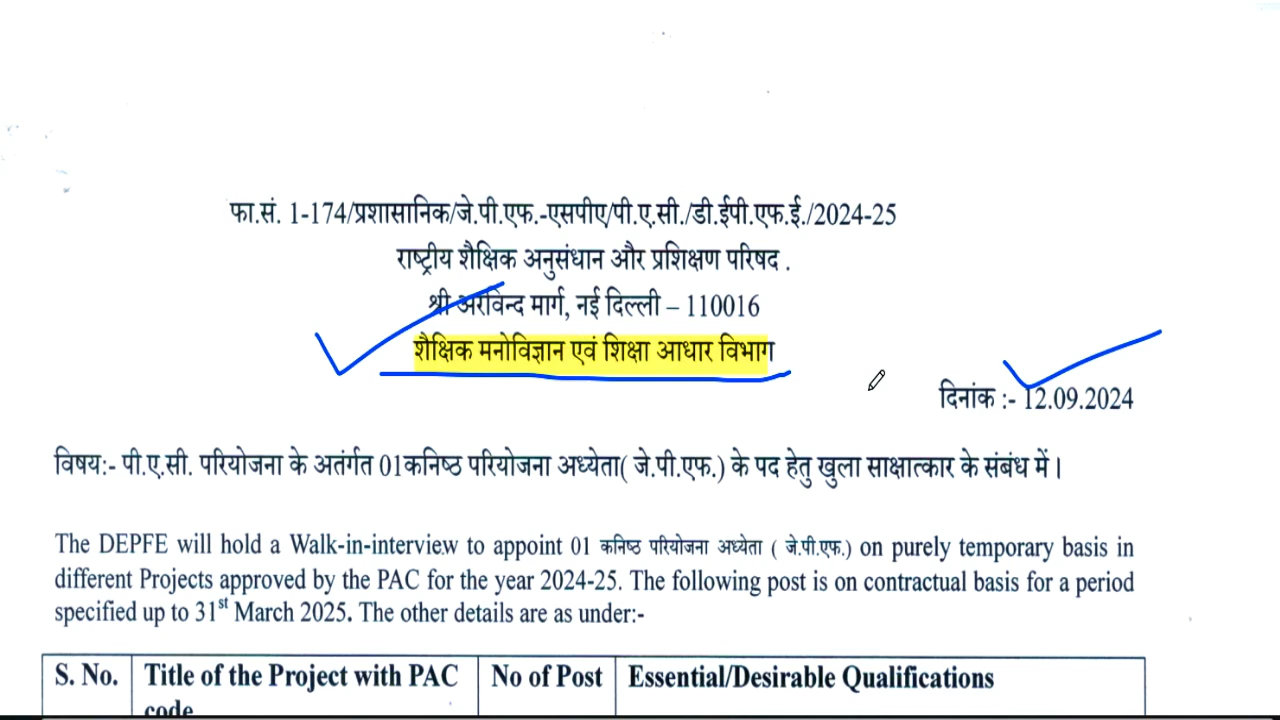 फा.सं. 1-174/प्रशासानिक/जे.पी.एफ.-एसपीए/पी.ए.सी./डी.ईपी.एफ.ई./2024-25
राष्ट्रीय शैक्षिक अनुसंधान और प्रशिक्षण परिषद .
श्री अरविन्द मार्ग, नई दिल्ली – 110016
शैक्षिक मनोविज्ञान एवं शिक्षा आधार विभाग
दिनांक :- 12.09.2024
विषय:- पी.ए.सी. परियोजना के अतंर्गत 01कनिष्ठ परियोजना अध्येता( जे.पी.एफ.) के पद हेतु खुला साक्षात्कार के संबंध में।
The DEPFE will hold a Walk-in-interview to appoint 01 कनिष्ठ परियोजना अध्येता ( जे.पी.एफ.) on purely temporary basis in
different Projects approved by the PAC for the year 2024-25. The following post is on contractual basis for a period
specified up to 31st March 2025. The other details are as under:-
S. No. Title of the Project with PAC No of Post Essential/Desirable Qualifications
code